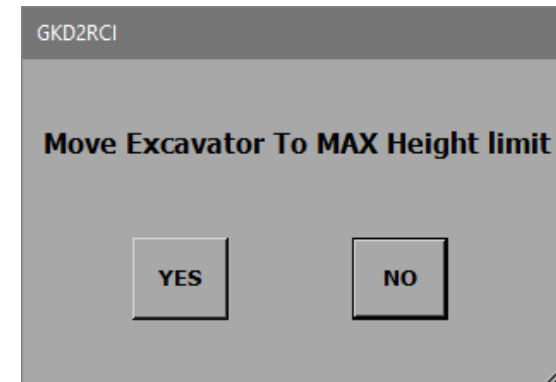 GKD2RCI
Move Excavator To MAX Height limit
YES NO